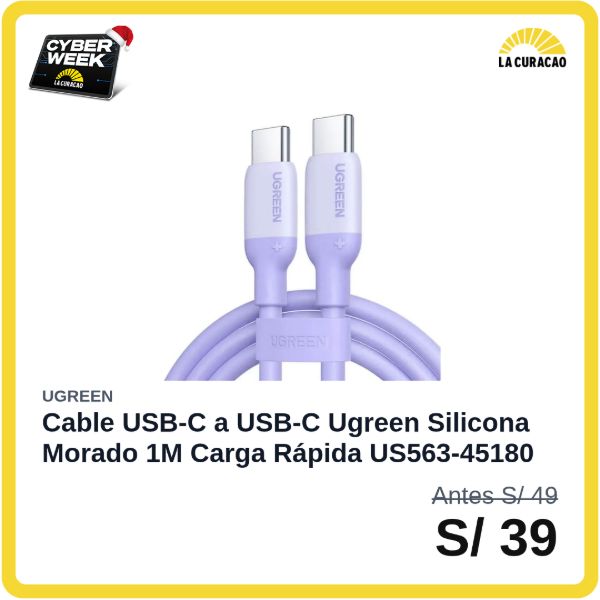 CYBER
WEEK
LA CURACAO
LA CURACAO
UGREEN
UGREEN
UGREEN
UGREEN
Cable USB-C a USB-C Ugreen Silicona
Morado 1M Carga Rápida US563-45180
Antes S/ 49
S/ 39